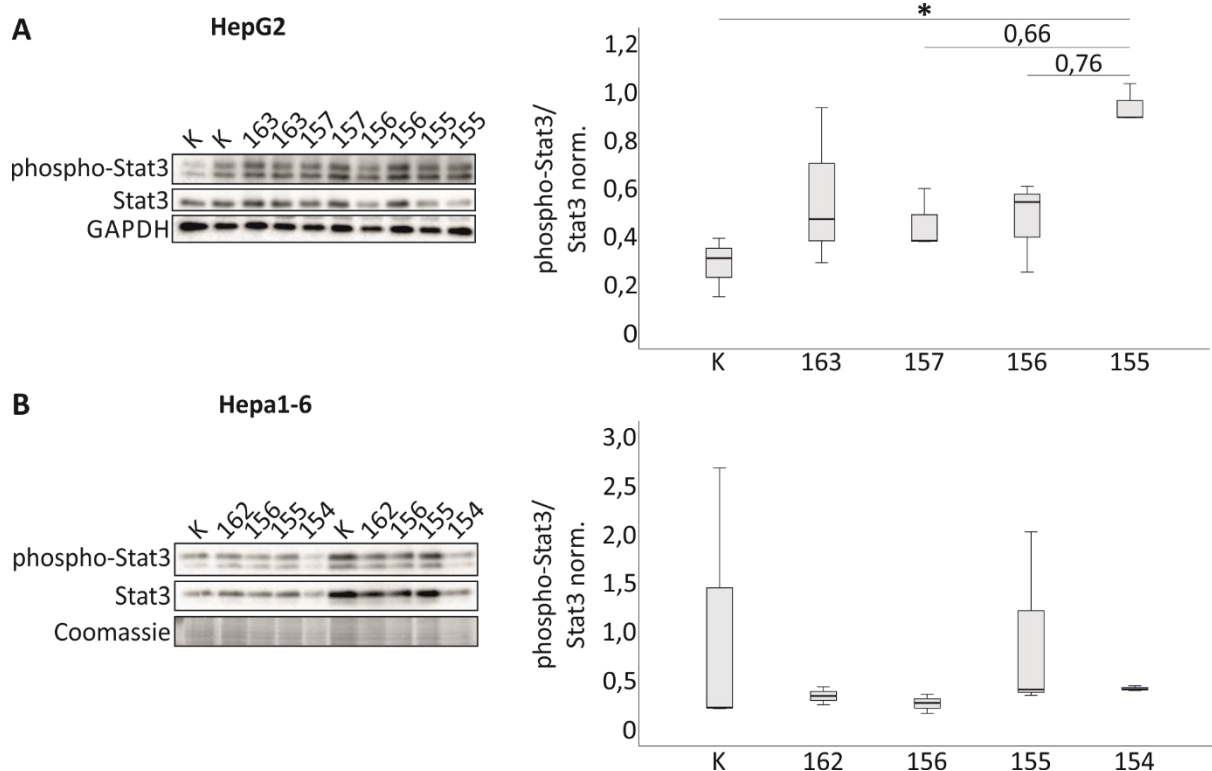 A
HepG2
K K 163 163 157 157 156 156 155 155
phospho-Stat3
Stat3
GAPDH
phospho-Stat3/
Stat3 norm.
*
0,66
0,76
1,2
1,0
0,8
0,6
0,4
0,2
0
K 163 157 156 155
B
Hepa1-6
K 162 156 155 154 K 162 156 155 154
phospho-Stat3
Stat3
Coomassie
phospho-Stat3/
Stat3 norm.
3,0
2,5
2,0
1,5
1,0
0,5
0
K 162 156 155 154